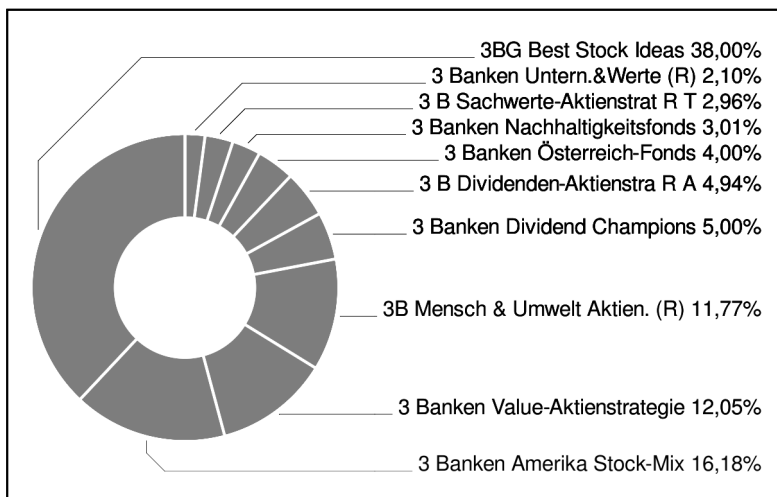 3BG Best Stock Ideas 38,00%
3 Banken Untern.&Werte (R) 2,10%
3 B Sachwerte-Aktienstrat R T 2,96%
3 Banken Nachhaltigkeitsfonds 3,01%
3 Banken Österreich-Fonds 4,00%
3 B Dividenden-Aktienstra R A 4,94%
3 Banken Dividend Champions 5,00%
3B Mensch & Umwelt Aktien. (R) 11,77%
3 Banken Value-Aktienstrategie 12,05%
3 Banken Amerika Stock-Mix 16,18%